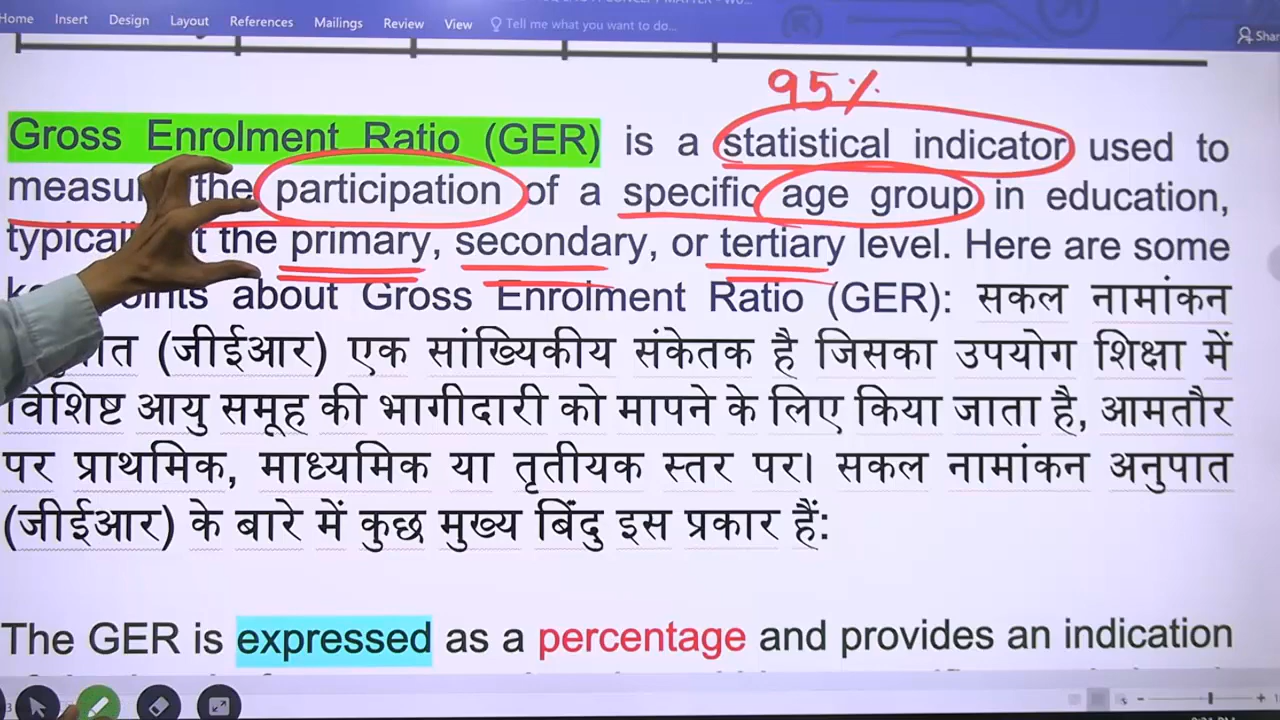 Home Insert Design Layout References Mailings Review View Tell me what you want to do... Shar
95%
Gross Enrolment Ratio (GER) is a statistical indicator used to
the participation of a specific age group in education,
the primary, secondary, or tertiary level. Here are some
about Gross Enrolment Ratio (GER): सकल नामांकन
(जीईआर) एक सांख्यिकीय संकेतक है जिसका उपयोग शिक्षा में
विशिष्ट आयु समूह की भागीदारी को मापने के लिए किया जाता है, आमतौर
पर प्राथमिक, माध्यमिक या तृतीयक स्तर पर। सकल नामांकन अनुपात
(जीईआर) के बारे में कुछ मुख्य बिंदु इस प्रकार हैं:
The GER is expressed as a percentage and provides an indication